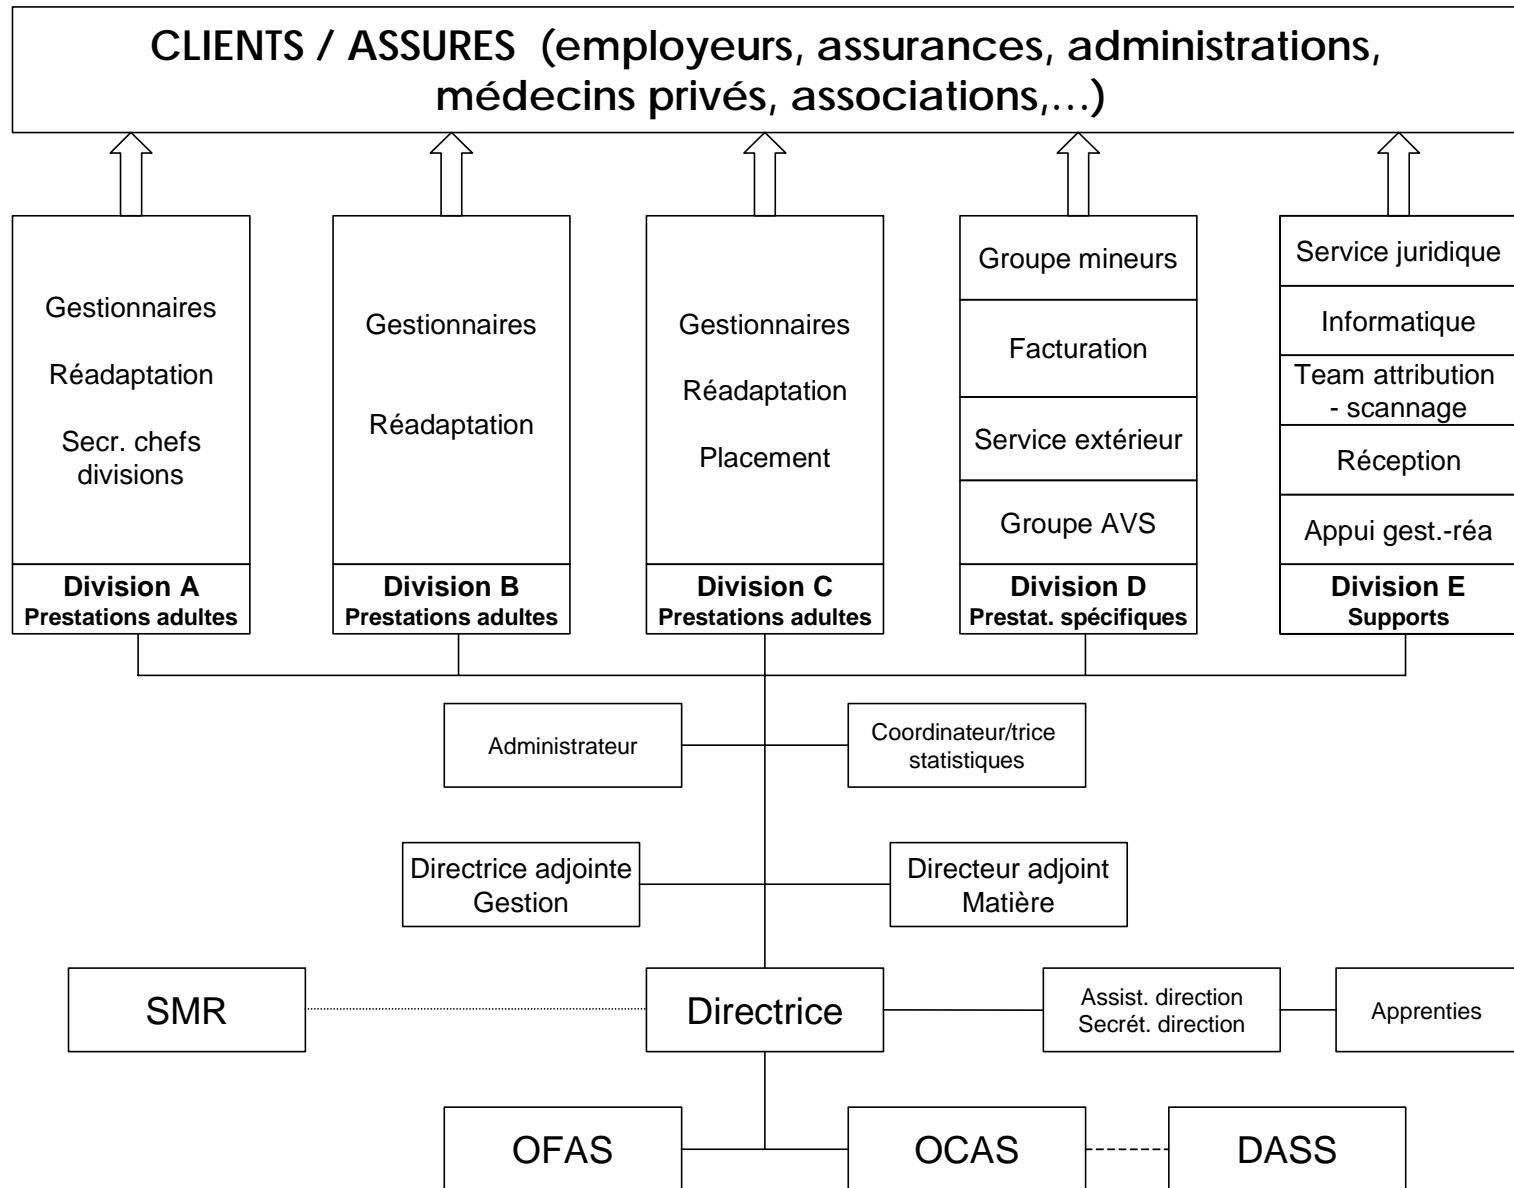 CLIENTS / ASSURES (employeurs, assurances, administrations,
médecins privés, associations,...)
Gestionnaires
Réadaptation
Secr. chefs
divisions
Division A
Prestations adultes
Gestionnaires
Réadaptation
Division B
Prestations adultes
Gestionnaires
Réadaptation
Placement
Division C
Prestations adultes
Groupe mineurs
Facturation
Service extérieur
Groupe AVS
Division D
Prestat. spécifiques
Service juridique
Informatique
Team attribution
- scannage
Réception
Appui gest.-réa
Division E
Supports
Administrateur
Coordinateur/trice
statistiques
Directrice adjointe
Gestion
Directeur adjoint
Matière
SMR
Directrice
Assist. direction
Secrét. direction
Apprenties
OFAS
OCAS
DASS